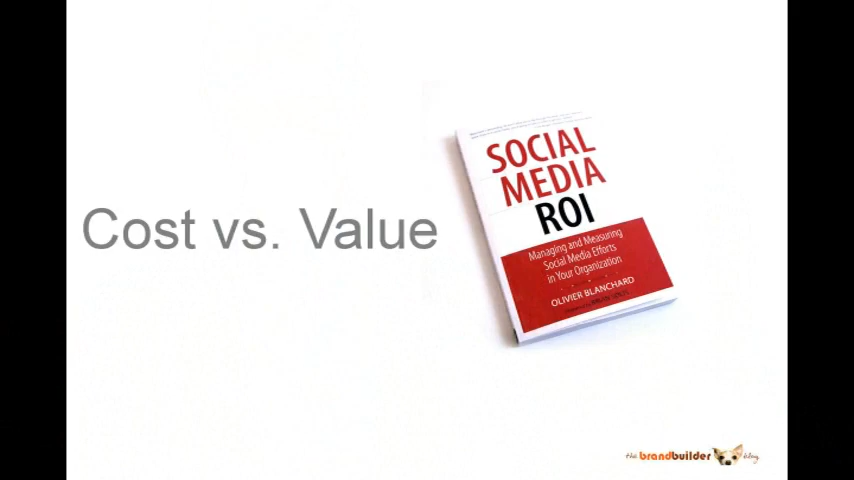 Cost vs. Value
SOCIAL
MEDIA
ROI
Managing and Measuring
Social Media Efforts
in Your Organization
OLIVIER BLANCHARD
the brandbuilder blog